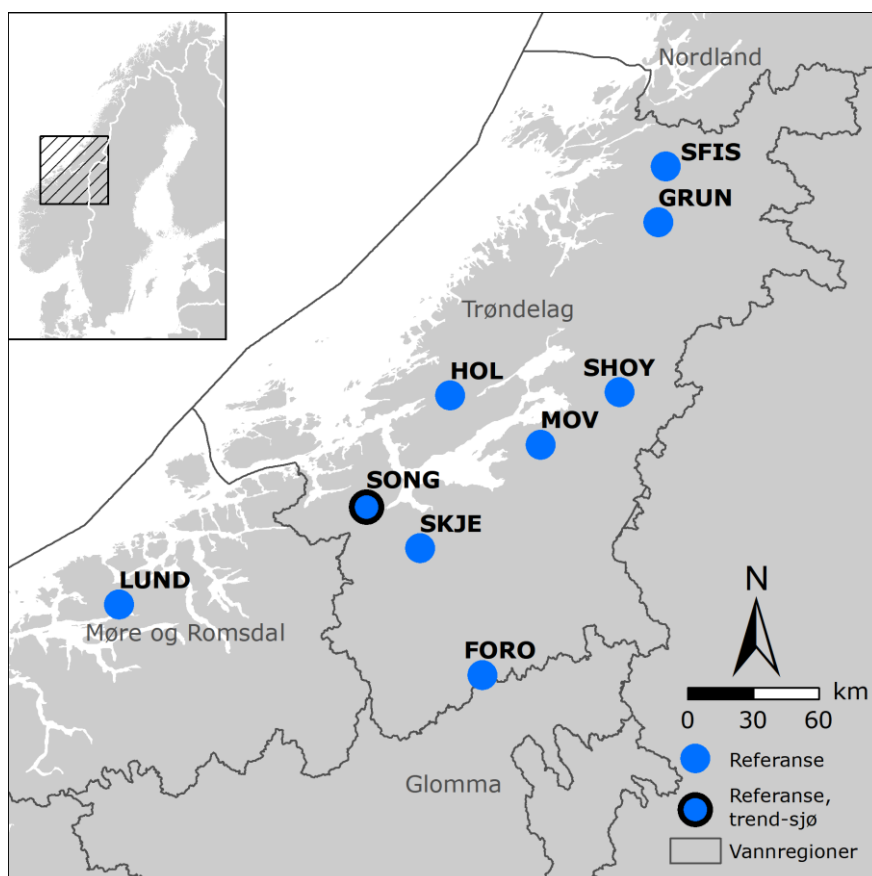 Nordland
SFIS
GRUN
Trøndelag
HOL
SHOY
MOV
SONG
SKJE
LUND
Møre og Romsdal
FORO
Glomma
N
km
0 30 60
Referanse
Referanse,
trend-sjø
Vannregioner